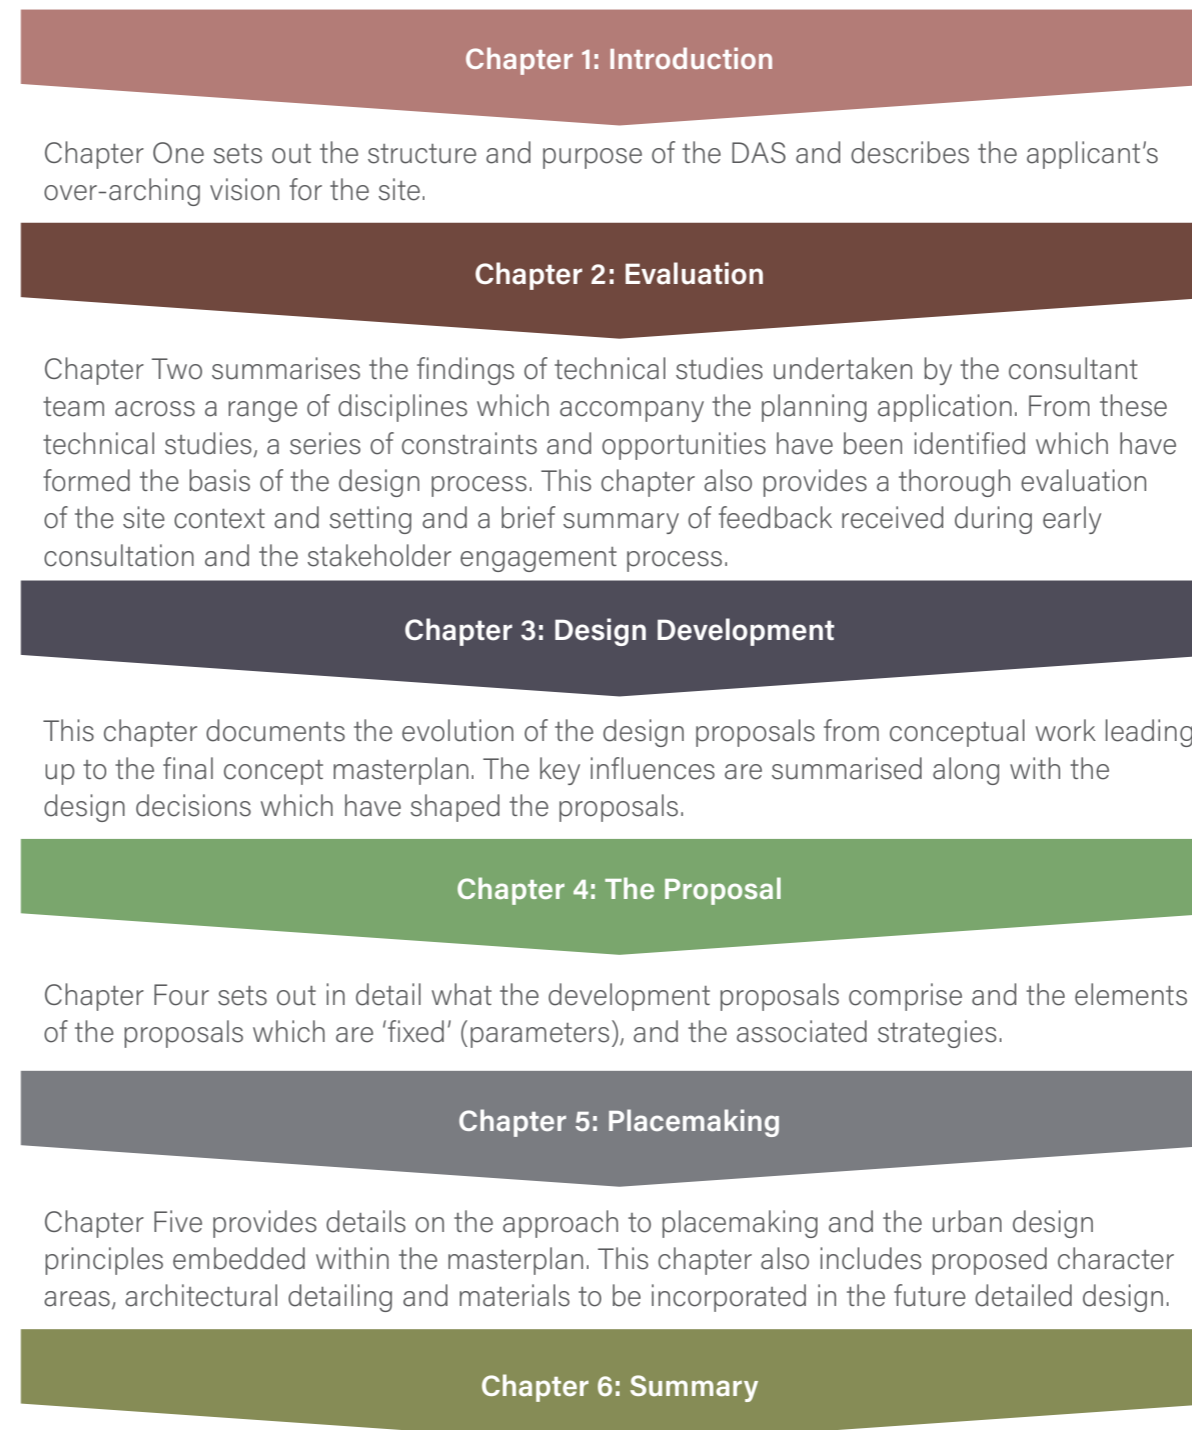 Chapter 1: Introduction
Chapter One sets out the structure and purpose of the DAS and describes the applicant's
over-arching vision for the site.
Chapter 2: Evaluation
Chapter Two summarises the findings of technical studies undertaken by the consultant
team across a range of disciplines which accompany the planning application. From these
technical studies, a series of constraints and opportunities have been identified which have
formed the basis of the design process. This chapter also provides a thorough evaluation
of the site context and setting and a brief summary of feedback received during early
consultation and the stakeholder engagement process.
Chapter 3: Design Development
This chapter documents the evolution of the design proposals from conceptual work leading
up to the final concept masterplan. The key influences are summarised along with the
design decisions which have shaped the proposals.
Chapter 4: The Proposal
Chapter Four sets out in detail what the development proposals comprise and the elements
of the proposals which are 'fixed' (parameters), and the associated strategies.
Chapter 5: Placemaking
Chapter Five provides details on the approach to placemaking and the urban design
principles embedded within the masterplan. This chapter also includes proposed character
areas, architectural detailing and materials to be incorporated in the future detailed design.
Chapter 6: Summary